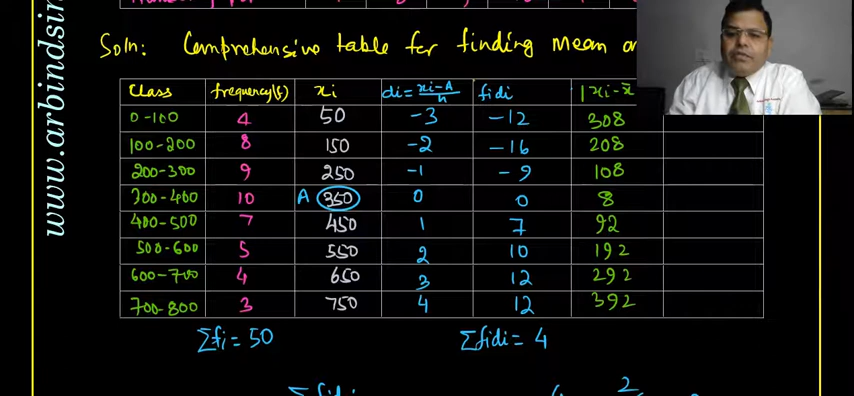 Soln: Comprehensive table for finding Mean
www.arbindsin
Class frequency(f) xi di = xi-A/h fidi |xi-x̄
0-100 4 50 -3 -12 308
100-200 8 150 -2 -16 208
200-300 9 250 -1 -9 108
300-400 10 A 350 0 0 8
400-500 7 450 1 7 92
500-600 5 550 2 10 192
600-700 4 650 3 12 292
700-800 3 750 4 12 392
Σfi = 50 Σfidi = 4
Σfidi 2